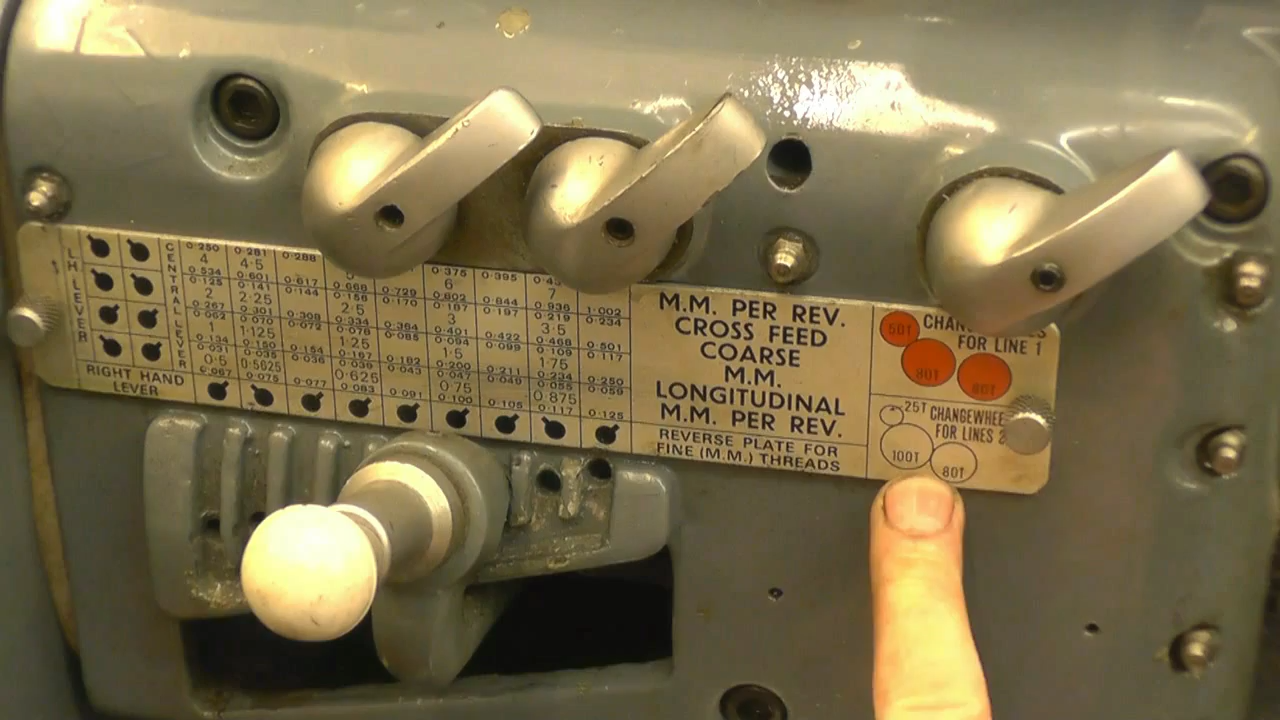 LH LEVER
CENTRAL LEVER
0·250 0·281 0·288 0·375 0·395
4 4·5 6 7
0·534 0·601 0·617 0·668 0·729 0·802 0·844 0·936 1·002
0·125 0·141 0·144 0·156 0·170 0·187 0·197 0·219 0·234
2 2·25 2·5 3 3·5
0·267 0·301 0·308 0·334 0·364 0·401 0·422 0·468 0·501
0·062 0·070 0·072 0·078 0·085 0·094 0·099 0·109 0·117
1 1·125 1·25 1·5 1·75
0·134 0·150 0·154 0·167 0·182 0·200 0·211 0·234 0·250
0·031 0·035 0·036 0·039 0·043 0·047 0·049 0·055 0·059
0·5 0·5625 0·625 0·75 0·875
0·067 0·075 0·077 0·083 0·091 0·100 0·105 0·117 0·125
RIGHT HAND
LEVER
M.M. PER REV.
CROSS FEED
COARSE
M.M.
LONGITUDINAL
M.M. PER REV.
REVERSE PLATE FOR
FINE (M.M.) THREADS
FOR LINE 1
50T
80T
80T
25T
FOR LINES
100T
80T